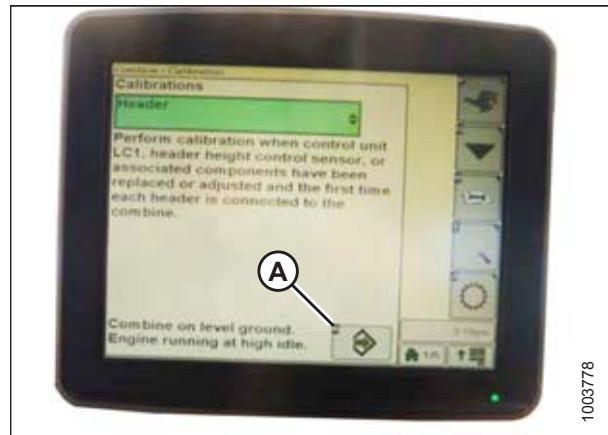 Combine - Calibration
Calibrations
Header
Perform calibration when control unit
LC1, header height control sensor, or
associated components have been
replaced or adjusted and the first time
each header is connected to the
combine.
A
Combine on level ground.
Engine running at high idle.
1003778